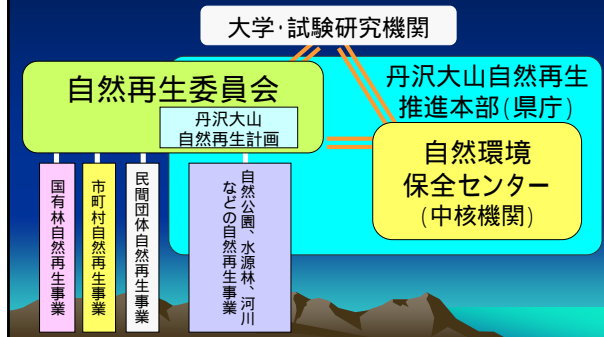 大学・試験研究機関
自然再生委員会
丹沢大山
自然再生計画
丹沢大山自然再生
推進本部(県庁)
自然環境
保全センター
(中核機関)
国有林自然再生事業
市町村自然再生事業
民間団体自然再生事業
自然公園、水源林、河川
などの自然再生事業